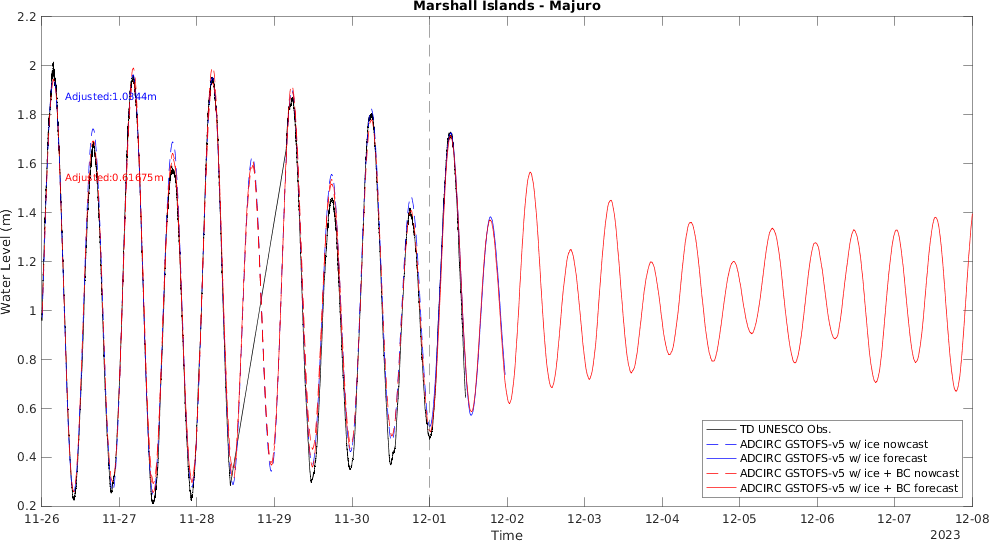 Marshall Islands - Majuro
2.2
2
1.8
1.6
1.4
1.2
1
0.8
0.6
0.4
0.2
Water Level (m)
Adjusted:1.0344m
Adjusted:0.61675m
TD UNESCO Obs.
ADCIRC GSTOFS-v5 w/ ice nowcast
ADCIRC GSTOFS-v5 w/ ice forecast
ADCIRC GSTOFS-v5 w/ ice + BC nowcast
ADCIRC GSTOFS-v5 w/ ice + BC forecast
11-26 11-27 11-28 11-29 11-30 12-01 12-02 12-03 12-04 12-05 12-06 12-07 12-08
Time
2023